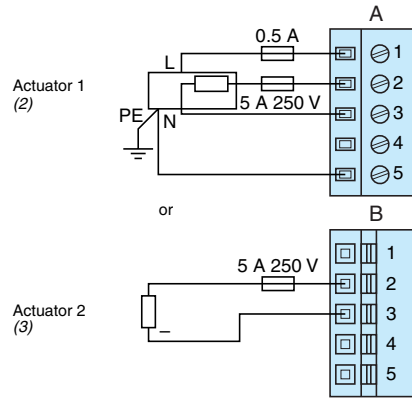 A
0.5 A
L
1
Actuator 1
(2)
2
5 A 250 V
PE
N
3
4
5
or
B
1
5 A 250 V
2
Actuator 2
(3)
3
–
4
5